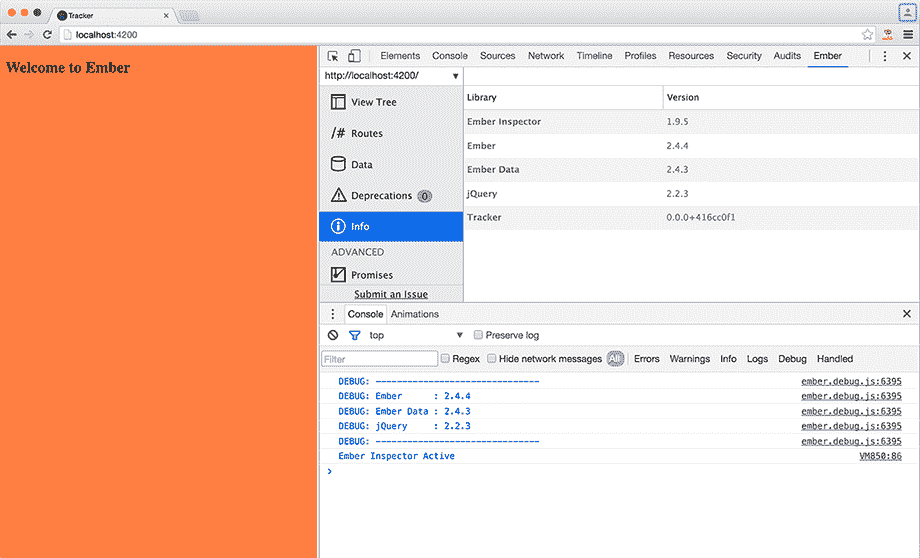 Tracker
localhost:4200
Welcome to Ember
Elements Console Sources Network Timeline Profiles Resources Security Audits Ember
http://localhost:4200/
View Tree
/# Routes
Data
Deprecations 0
Info
ADVANCED
Promises
Submit an Issue
Library Version
Ember Inspector 1.9.5
Ember 2.4.4
Ember Data 2.4.3
jQuery 2.2.3
Tracker 0.0.0+416cc0f1
Console Animations
top Preserve log
Filter Regex Hide network messages All Errors Warnings Info Logs Debug Handled
DEBUG: ------------------------------- ember.debug.js:6395
DEBUG: Ember : 2.4.4 ember.debug.js:6395
DEBUG: Ember Data : 2.4.3 ember.debug.js:6395
DEBUG: jQuery : 2.2.3 ember.debug.js:6395
DEBUG: ------------------------------- ember.debug.js:6395
Ember Inspector Active VM850:86